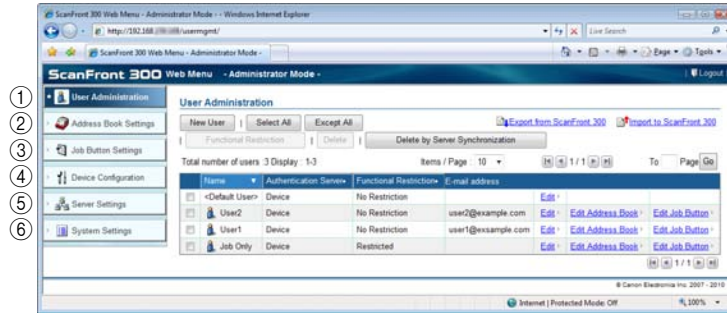 ScanFront 300 Web Menu - Administrator Mode - - Windows Internet Explorer
http://192.168. /usermgmt/
Live Search
ScanFront 300 Web Menu - Administrator Mode -
Page Tools
ScanFront 300 Web Menu - Administrator Mode -
Logout
① User Administration
② Address Book Settings
③ Job Button Settings
④ Device Configuration
⑤ Server Settings
⑥ System Settings
User Administration
New User | Select All Except All Export from ScanFront 300 Import to ScanFront 300
| Functional Restriction | Delete | Delete by Server Synchronization
Total number of users :3 Display : 1-3 Items / Page : 10 1 / 1 To Page Go
Name Authentication Server Functional Restriction E-mail address
<Default User> Device No Restriction Edit
User2 Device No Restriction user2@example.com Edit Edit Address Book Edit Job Button
User1 Device No Restriction user1@exsample.com Edit Edit Address Book Edit Job Button
Job Only Device Restricted Edit Edit Address Book Edit Job Button
1 / 1
© Canon Electronics Inc. 2007 - 2010
Internet | Protected Mode: Off 100%